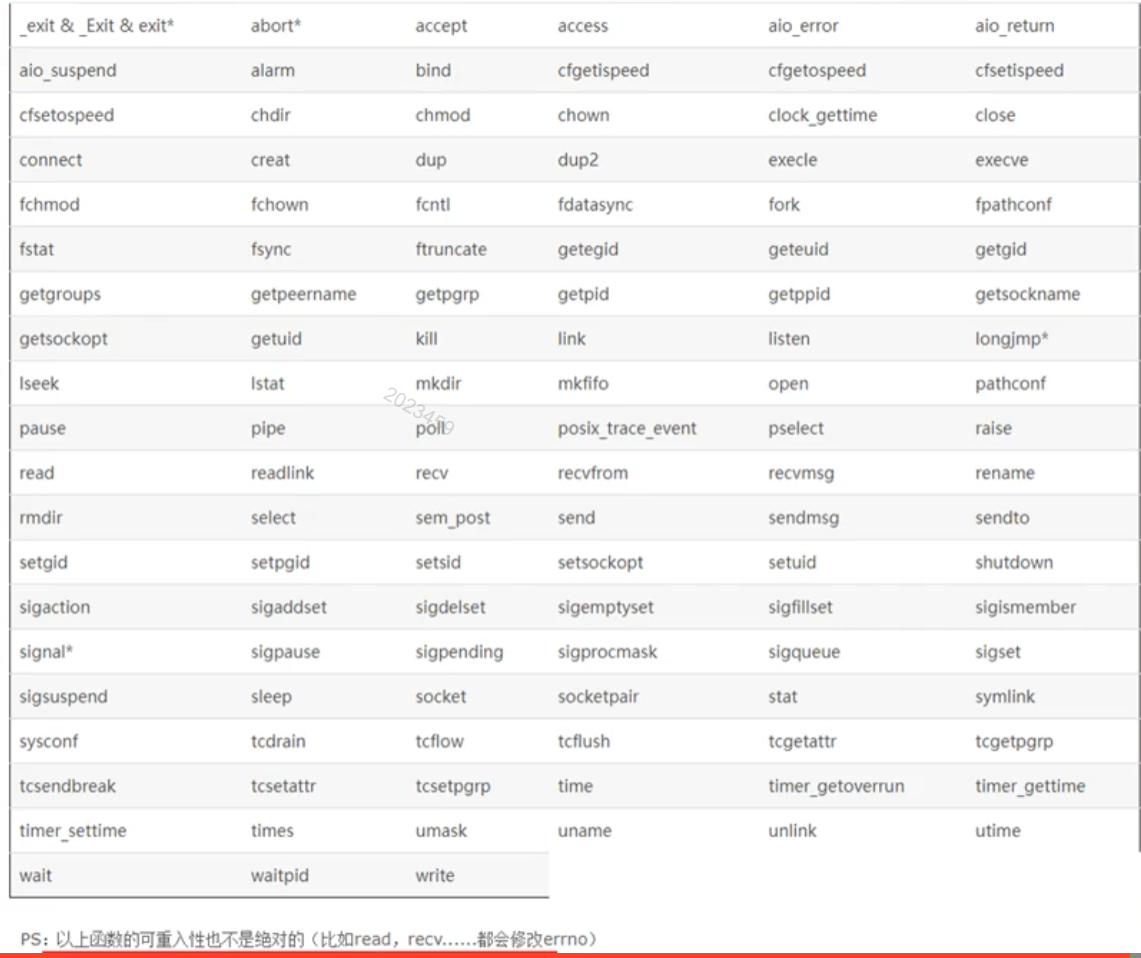 _exit & _Exit & exit* abort* accept access aio_error aio_return
aio_suspend alarm bind cfgetispeed cfgetospeed cfsetispeed
cfsetospeed chdir chmod chown clock_gettime close
connect creat dup dup2 execle execve
fchmod fchown fcntl fdatasync fork fpathconf
fstat fsync ftruncate getegid geteuid getgid
getgroups getpeername getpgrp getpid getppid getsockname
getsockopt getuid kill link listen longjmp*
lseek lstat mkdir mkfifo open pathconf
2023459
pause pipe poll posix_trace_event pselect raise
read readlink recv recvfrom recvmsg rename
rmdir select sem_post send sendmsg sendto
setgid setpgid setsid setsockopt setuid shutdown
sigaction sigaddset sigdelset sigemptyset sigfillset sigismember
signal* sigpause sigpending sigprocmask sigqueue sigset
sigsuspend sleep socket socketpair stat symlink
sysconf tcdrain tcflow tcflush tcgetattr tcgetpgrp
tcsendbreak tcsetattr tcsetpgrp time timer_getoverrun timer_gettime
timer_settime times umask uname unlink utime
wait waitpid write
PS：以上函数的可重入性也不是绝对的（比如read，recv……都会修改errno）